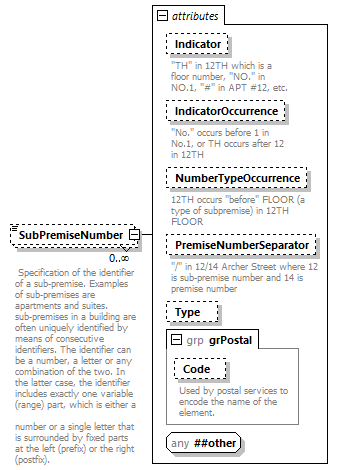 attributes
Indicator
"TH" in 12TH which is a
floor number, "NO." in
NO.1, "#" in APT #12, etc.
IndicatorOccurrence
"No." occurs before 1 in
No.1, or TH occurs after 12
in 12TH
NumberTypeOccurrence
12TH occurs "before" FLOOR (a
type of subpremise) in 12TH
FLOOR
SubPremiseNumber
0..∞
Specification of the identifier
of a sub-premise. Examples
of sub-premises are
apartments and suites.
sub-premises in a building are
often uniquely identified by
means of consecutive
identifiers. The identifier can
be a number, a letter or any
combination of the two. In
the latter case, the identifier
includes exactly one variable
(range) part, which is either a
number or a single letter that
is surrounded by fixed parts
at the left (prefix) or the right
(postfix).
PremiseNumberSeparator
"/" in 12/14 Archer Street where 12
is sub-premise number and 14 is
premise number
Type
grp grPostal
Code
Used by postal services to
encode the name of the
element.
any ##other